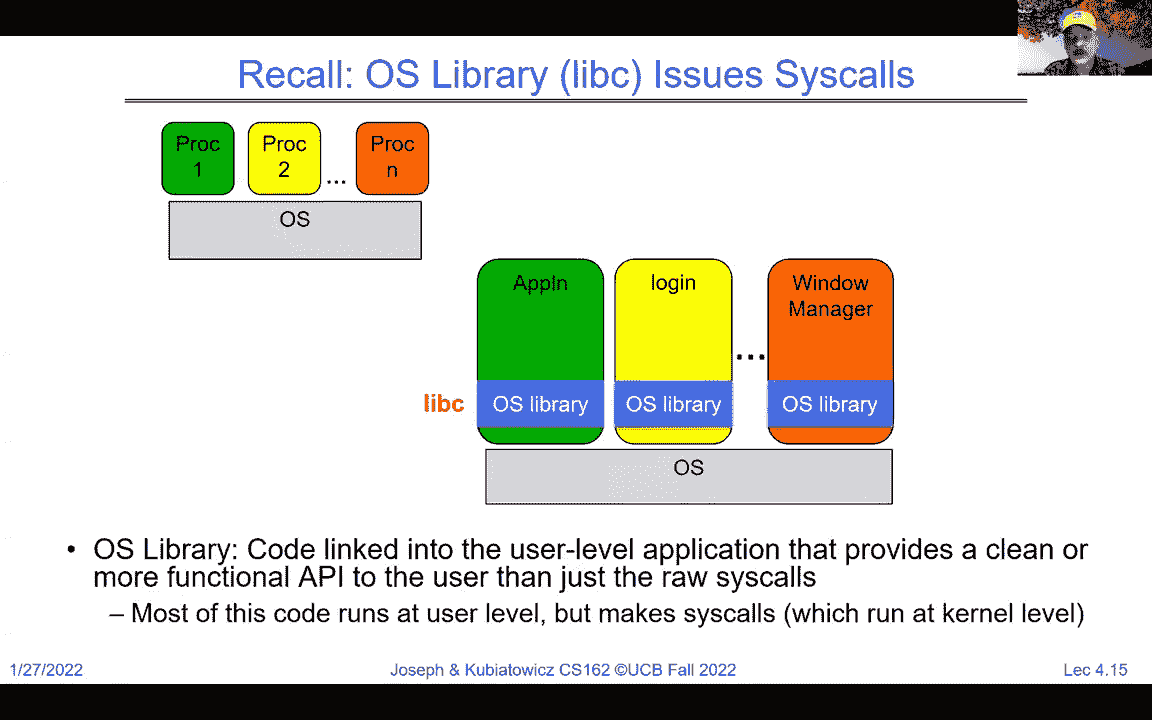 Recall: OS Library (libc) Issues Syscalls
Proc
1
Proc
2
...
Proc
n
OS
Appln
login
...
Window
Manager
libc
OS library
OS library
OS library
OS
• OS Library: Code linked into the user-level application that provides a clean or
more functional API to the user than just the raw syscalls
– Most of this code runs at user level, but makes syscalls (which run at kernel level)
1/27/2022
Joseph & Kubiatowicz CS162 ©UCB Fall 2022
Lec 4.15